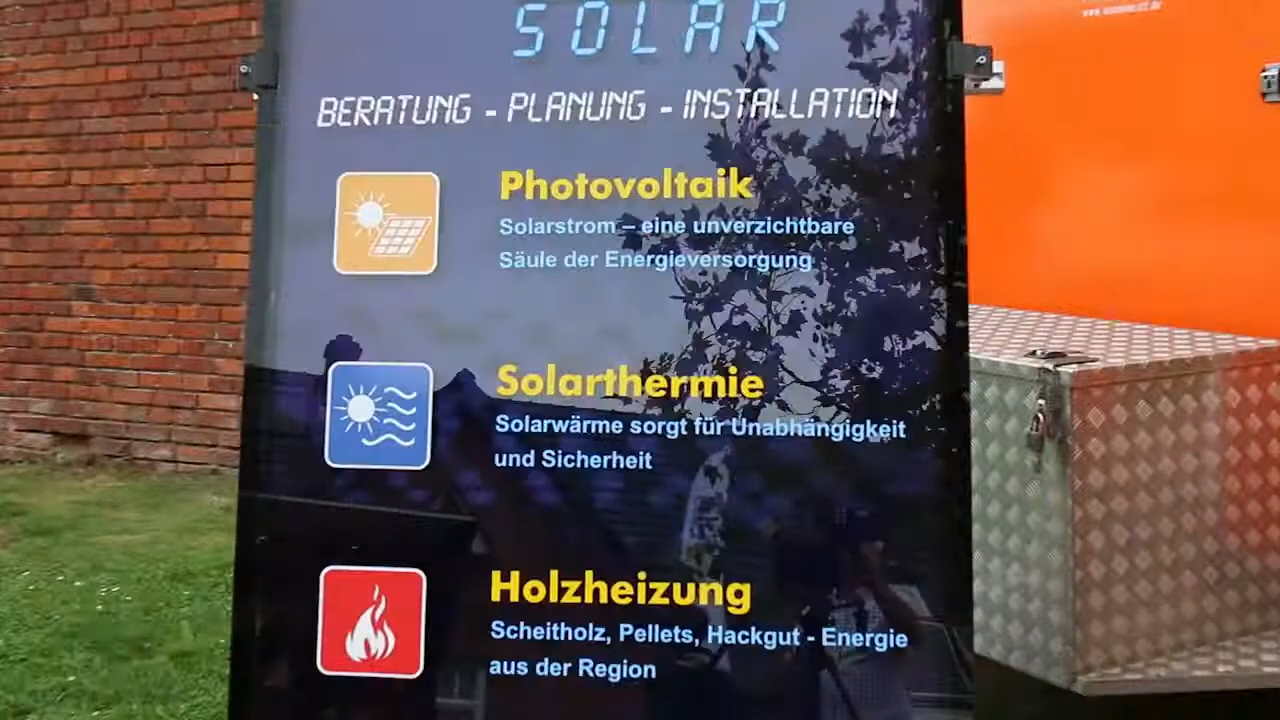 SOLAR
BERATUNG - PLANUNG - INSTALLATION
Photovoltaik
Solarstrom – eine unverzichtbare
Säule der Energieversorgung
Solarthermie
Solarwärme sorgt für Unabhängigkeit
und Sicherheit
Holzheizung
Scheitholz, Pellets, Hackgut - Energie
aus der Region